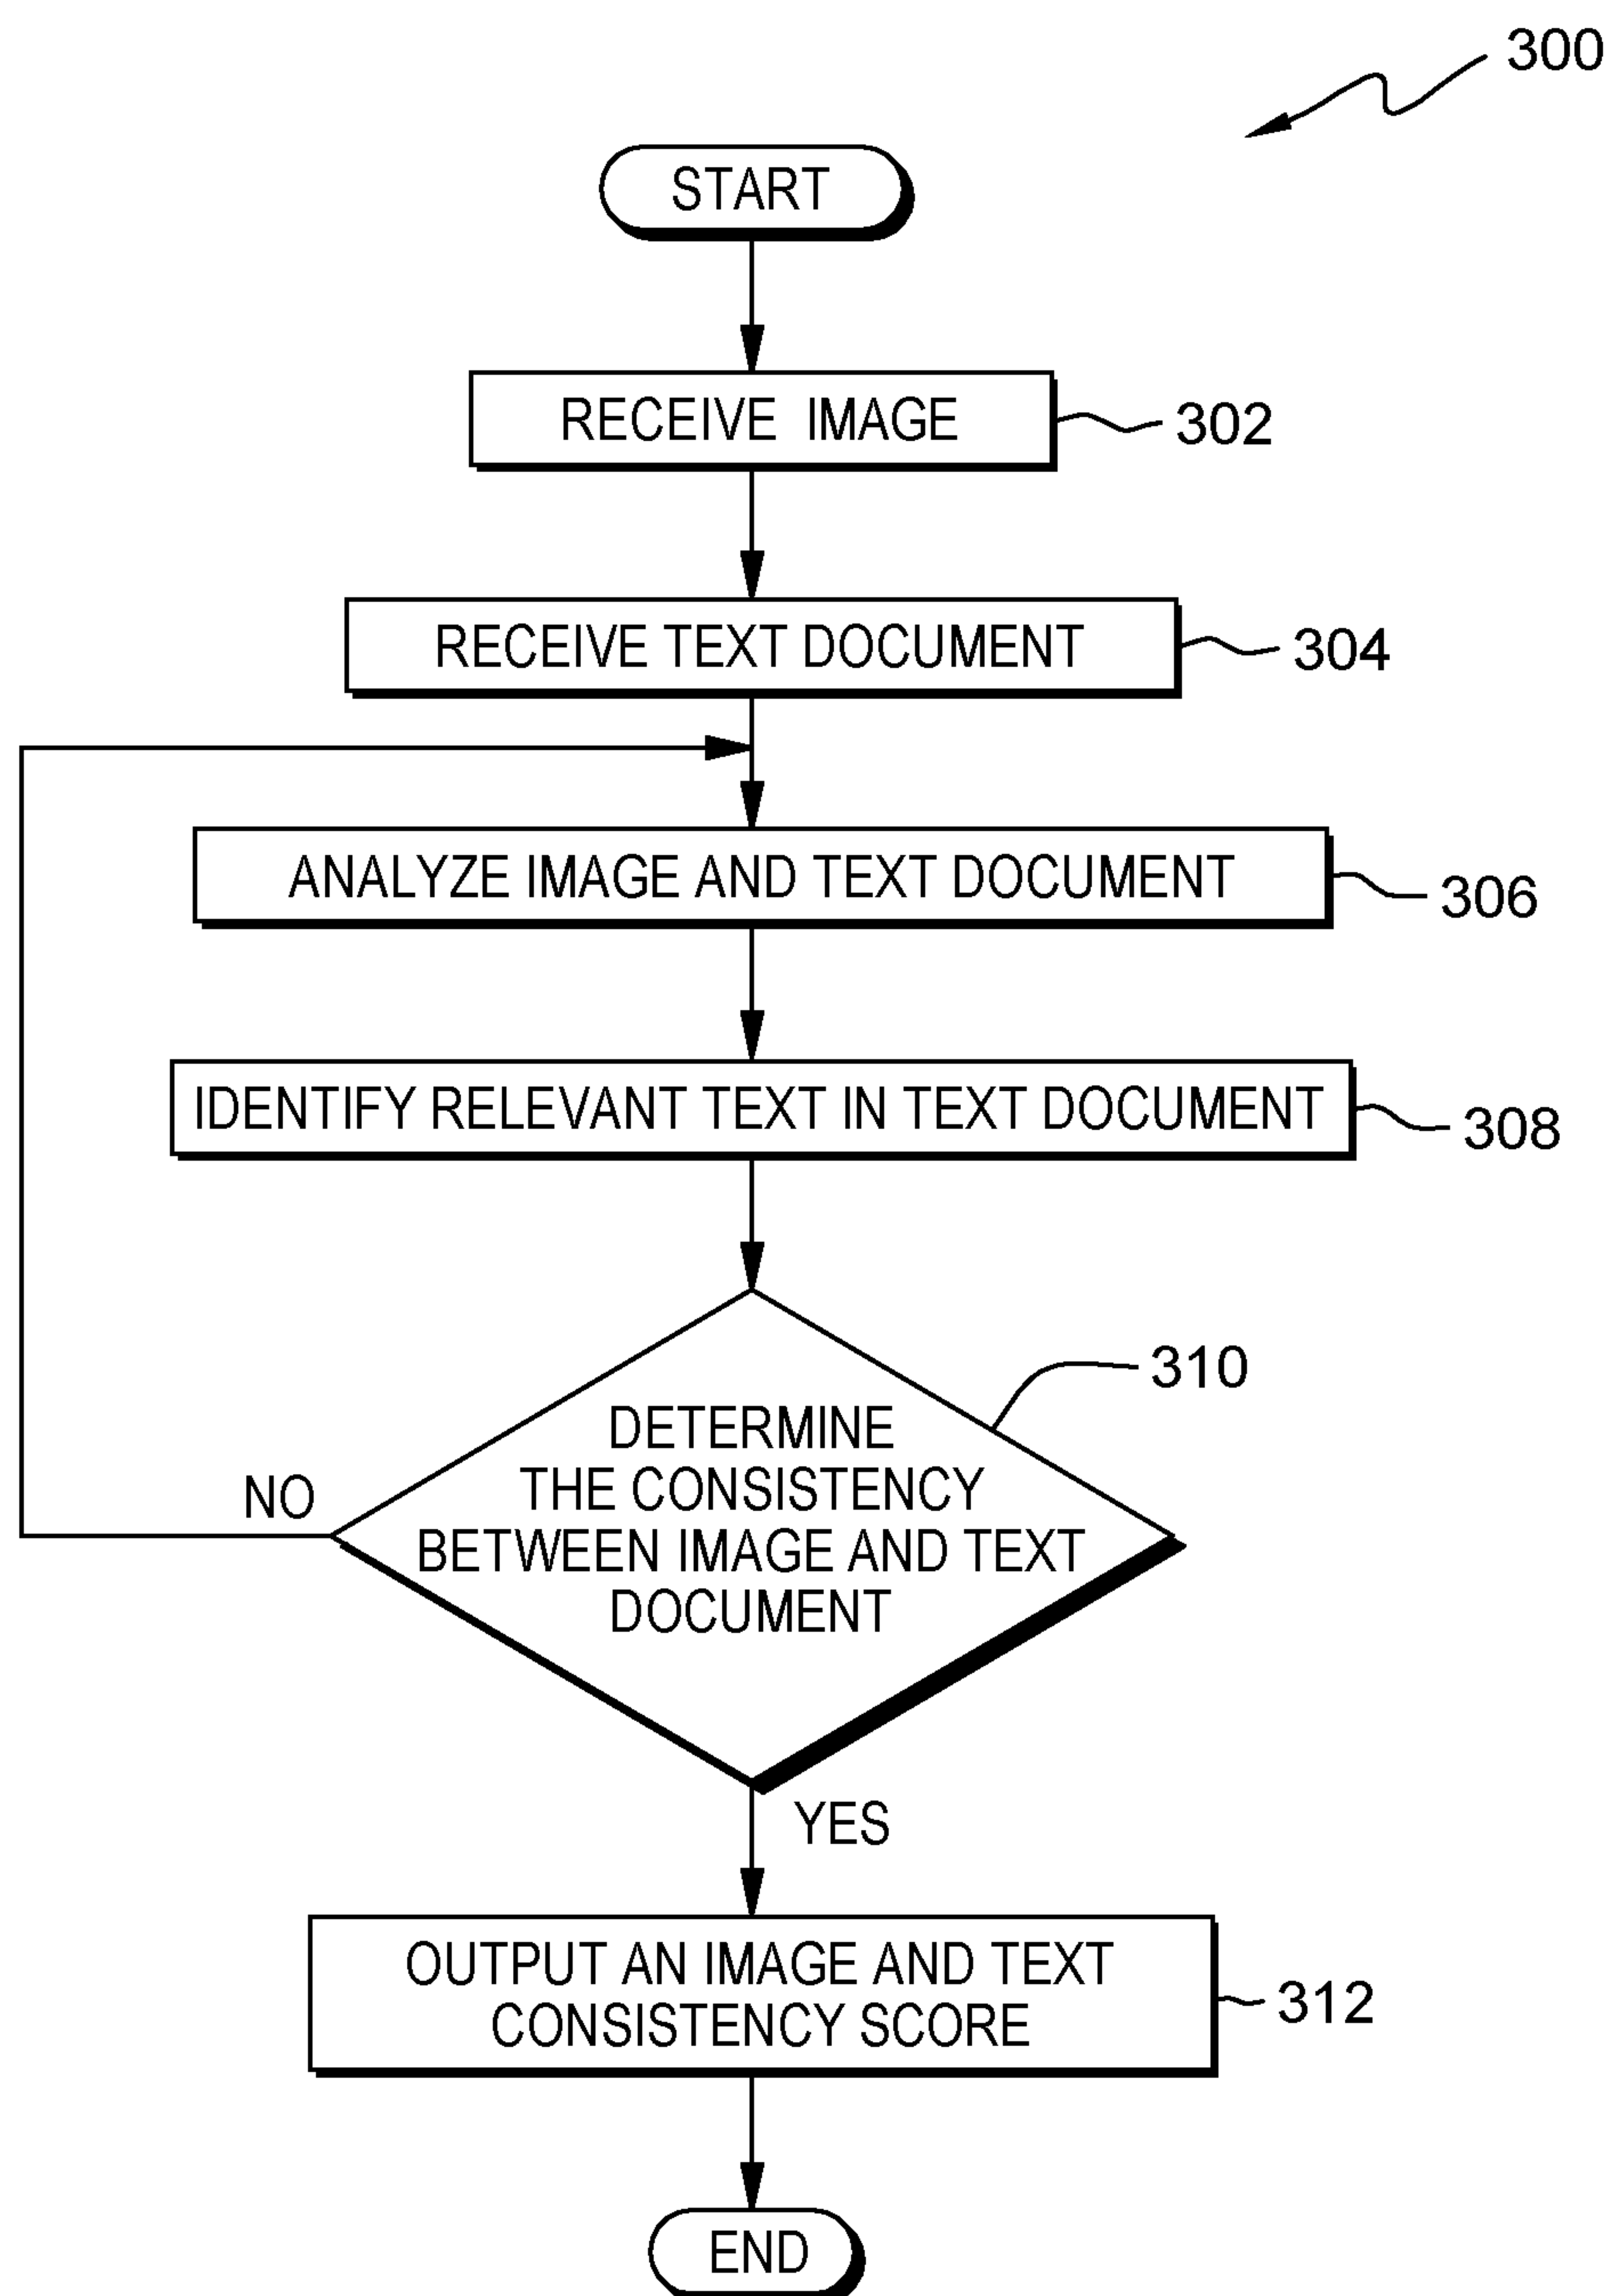 300
START
RECEIVE IMAGE
302
RECEIVE TEXT DOCUMENT
304
ANALYZE IMAGE AND TEXT DOCUMENT
306
IDENTIFY RELEVANT TEXT IN TEXT DOCUMENT
308
310
DETERMINE
THE CONSISTENCY
BETWEEN IMAGE AND TEXT
DOCUMENT
NO
YES
OUTPUT AN IMAGE AND TEXT
CONSISTENCY SCORE
312
END